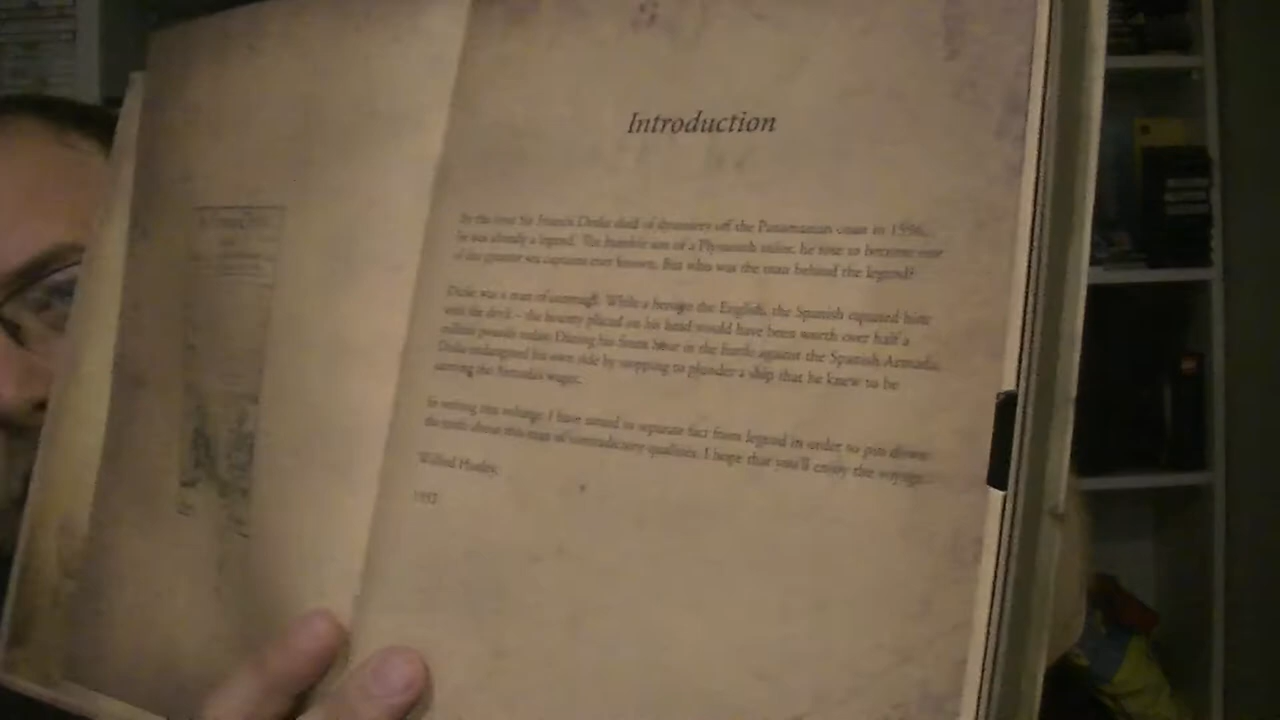 Introduction
By the time Sir Francis Drake died of dysentery off the Panamanian coast in 1596,
he was already a legend. The humble son of a Plymouth sailor, he rose to become one
of the greatest sea captains ever known. But who was the man behind the legend?
Drake was a man of contrasts. While a hero to the English, the Spanish equated him
with the devil – the bounty placed on his head would have been worth over half a
million pounds today. During his finest hour in the battle against the Spanish Armada,
Drake endangered his own side by stopping to plunder a ship that he knew to be
carrying the Armada's wages.
In writing this volume, I have aimed to separate fact from legend in order to pin down
the truth about this man of contradictory qualities. I hope that you'll enjoy the voyage.
Wilfred